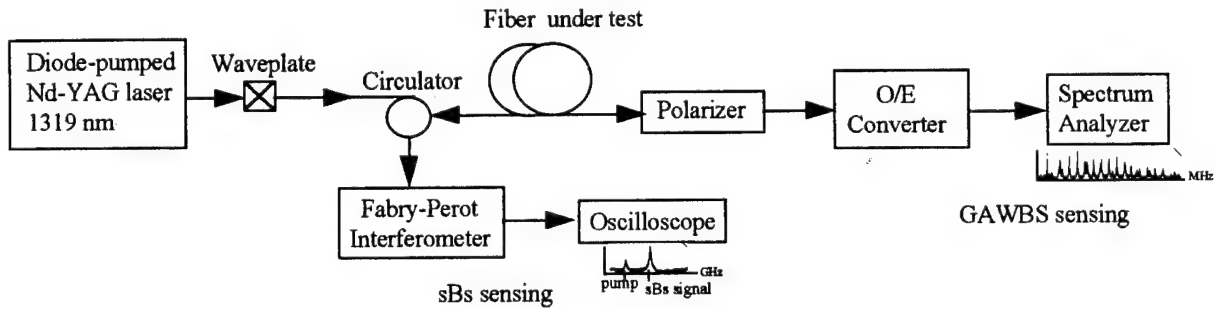 Fiber under test
Diode-pumped
Nd-YAG laser
1319 nm
Waveplate
Circulator
Polarizer
O/E
Converter
Spectrum
Analyzer
MHz
GAWBS sensing
Fabry-Perot
Interferometer
Oscilloscope
GHz
pump
sBs signal
sBs sensing